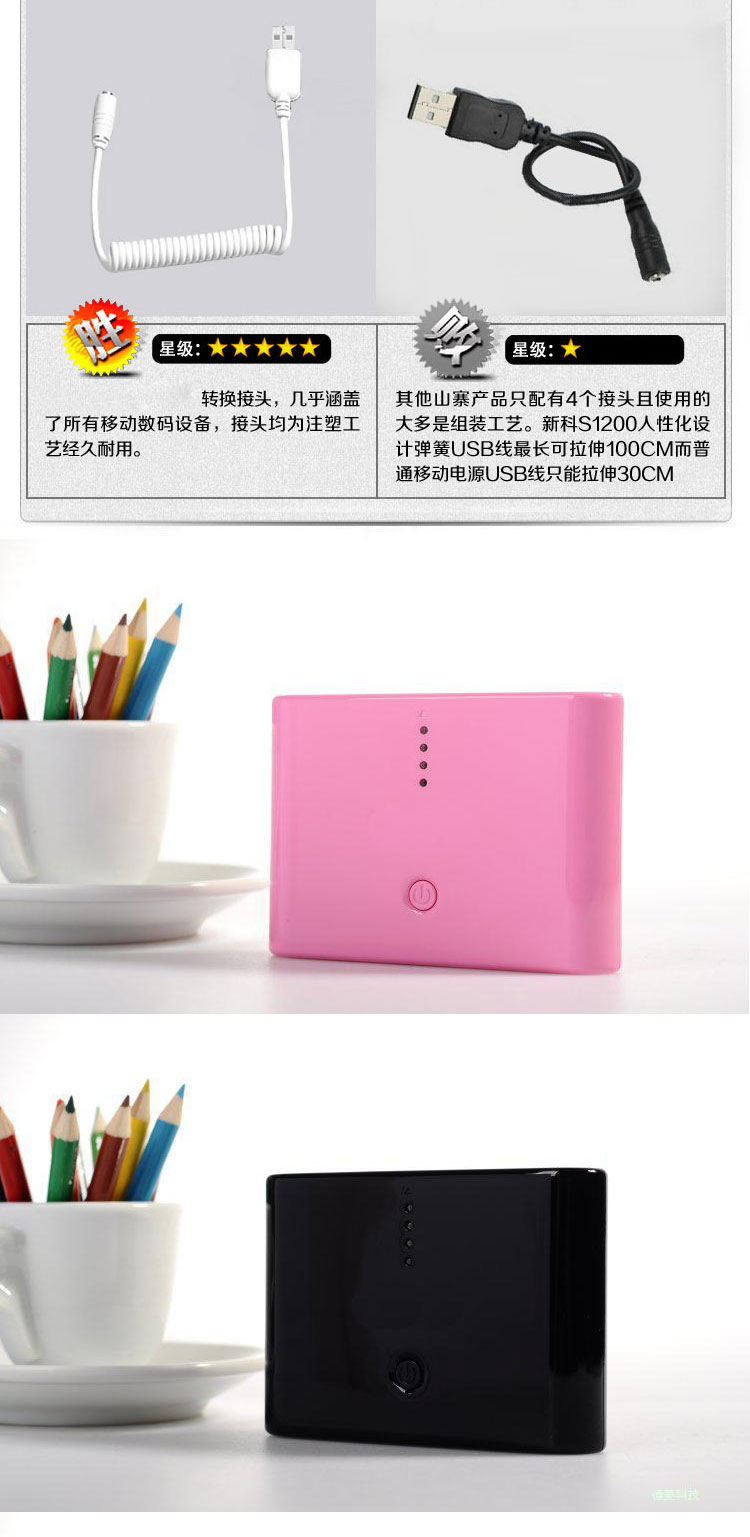 胜
星级：★★★★★
转换接头，几乎涵盖
了所有移动数码设备，接头均为注塑工
艺经久耐用。
败
星级：★
其他山寨产品只配有4个接头且使用的
大多是组装工艺。新科S1200人性化设
计弹簧USB线最长可拉伸100CM而普
通移动电源USB线只能拉伸30CM